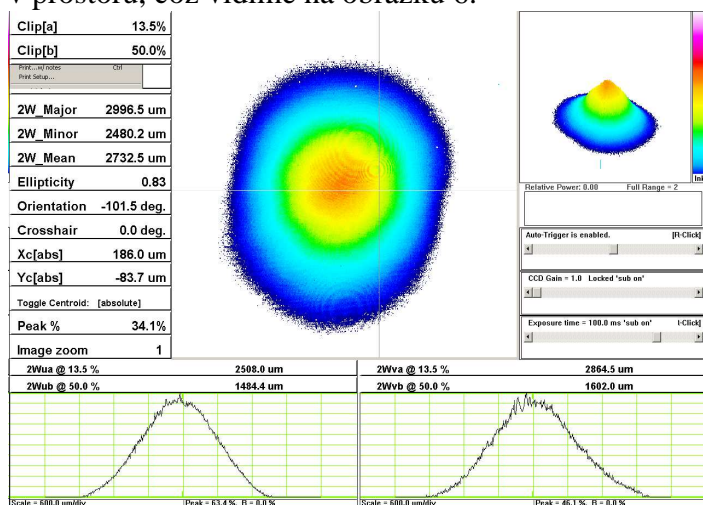 v prostoru, což vidíme na obrázku 6.
Clip[a] 13.5%
Clip[b] 50.0%
Print...w/ notes Ctrl
Print Setup...
2W_Major 2996.5 um
2W_Minor 2480.2 um
2W_Mean 2732.5 um
Ellipticity 0.83
Orientation -101.5 deg.
Crosshair 0.0 deg.
Xc[abs] 186.0 um
Yc[abs] -83.7 um
Toggle Centroid: [absolute]
Peak % 34.1%
Image zoom 1
Relative Power: 0.00 Full Range = 2
Auto-Trigger is enabled. [R-Click]
CCD Gain = 1.0 Locked 'sub on'
Exposure time = 100.0 ms 'sub on' I-Click]
2Wua @ 13.5 % 2508.0 um
2Wub @ 50.0 % 1484.4 um
2Wva @ 13.5 % 2864.5 um
2Wvb @ 50.0 % 1602.0 um
Scale = 600.0 um/div Peak = 63.4 %, B = 0.0 %
Scale = 600.0 um/div Peak = 46.1 %, B = 0.0 %